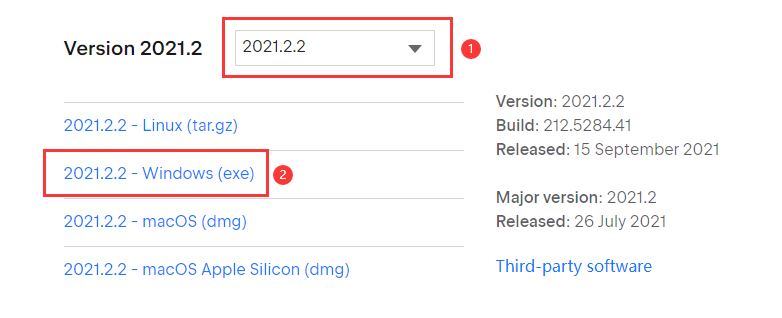 Version 2021.2
2021.2.2
1
2021.2.2 - Linux (tar.gz)
2021.2.2 - Windows (exe)
2
2021.2.2 - macOS (dmg)
2021.2.2 - macOS Apple Silicon (dmg)
Version: 2021.2.2
Build: 212.5284.41
Released: 15 September 2021
Major version: 2021.2
Released: 26 July 2021
Third-party software